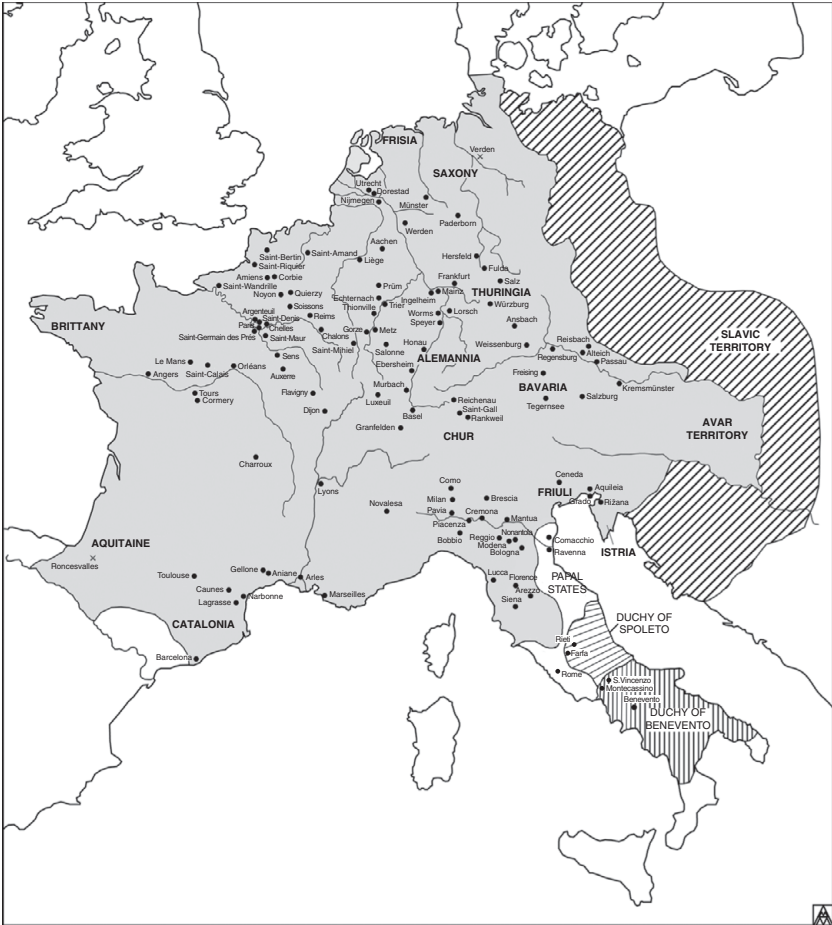 FRISIA
Verden
SAXONY
Utrecht
Dorestad
Nijmegen
Münster
Paderborn
Werden
Aachen
Saint-Amand
Saint-Bertin
Liège
Hersfeld
Saint-Riquier
Fulda
Amiens
Corbie
Frankfurt
Salz
Saint-Wandrille
Prüm
Noyon
Quierzy
Mainz
THURINGIA
Echternach
Ingelheim
Trier
Würzburg
Soissons
Thionville
Argenteuil
Reims
Worms
Lorsch
Saint-Denis
Speyer
Ansbach
BRITTANY
Paris
Chelles
Gorze
Metz
Saint-Germain des Prés
Saint-Maur
Chalons
Honau
Weissenburg
Reisbach
SLAVIC
TERRITORY
Saint-Mihiel
Salonne
ALEMANNIA
Regensburg
Alteich
Sens
Passau
Le Mans
Ebersheim
Saint-Calais
Orléans
Freising
Angers
Auxerre
Murbach
BAVARIA
Kremsmünster
Tours
Flavigny
Luxeuil
Reichenau
Tegernsee
Salzburg
Cormery
Dijon
Basel
Saint-Gall
Rankweil
AVAR
TERRITORY
Granfelden
CHUR
Charroux
Lyons
Como
Ceneda
Aquileia
Milan
Brescia
FRIULI
Grado
Rižana
Novalesa
Pavia
Cremona
Mantua
Piacenza
Nonantola
Bobbio
Reggio
Modena
Comacchio
AQUITAINE
Bologna
Ravenna
ISTRIA
Roncesvalles
Gellone
Aniane
Arles
Lucca
Florence
PAPAL
STATES
Toulouse
Caunes
Narbonne
Marseilles
Arezzo
Lagrasse
Siena
CATALONIA
DUCHY OF
SPOLETO
Rieti
Farfa
Barcelona
Rome
S.Vincenzo
Montecassino
Benevento
DUCHY OF
BENEVENTO